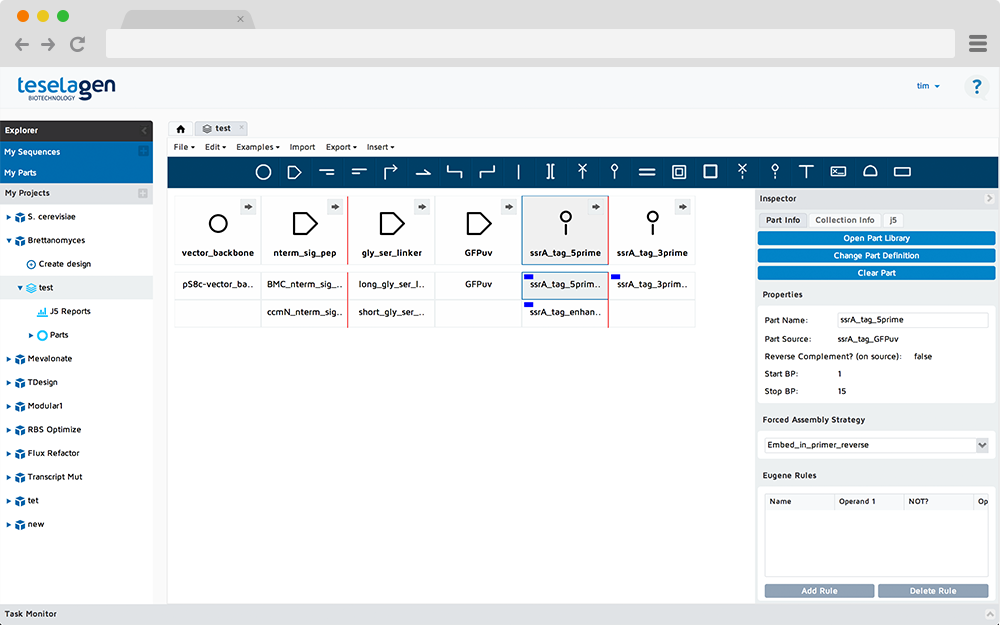 teselagen
BIOTECHNOLOGY
tim
?
Explorer
My Sequences
My Parts
My Projects
S. cerevisiae
Brettanomyces
Create design
test
J5 Reports
Parts
Mevalonate
TDesign
Modular1
RBS Optimize
Flux Refactor
Transcript Mut
tet
new
test
File Edit Examples Import Export Insert
vector_backbone nterm_sig_pep gly_ser_linker GFPuv ssrA_tag_5prime ssrA_tag_3prime
pS8c-vector_ba.. BMC_nterm_sig_.. long_gly_ser_l.. GFPuv ssrA_tag_5prim.. ssrA_tag_3prim..
ccmN_nterm_sig.. short_gly_ser_.. ssrA_tag_enhan..
Inspector
Part Info Collection Info j5
Open Part Library
Change Part Definition
Clear Part
Properties
Part Name: ssrA_tag_5prime
Part Source: ssrA_tag_GFPuv
Reverse Complement? (on source): false
Start BP: 1
Stop BP: 15
Forced Assembly Strategy
Embed_in_primer_reverse
Eugene Rules
Name Operand 1 NOT? Op
Add Rule Delete Rule
Task Monitor